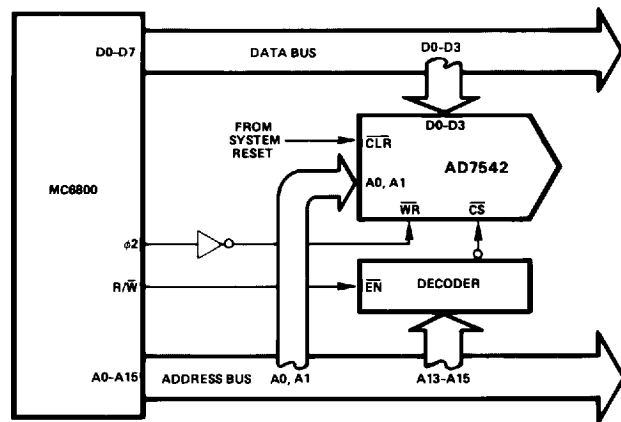 D0–D7
DATA BUS
D0–D3
D0–D3
FROM
SYSTEM
RESET
CLR
AD7542
A0, A1
MC6800
WR
CS
ϕ2
R/W
EN
DECODER
A0–A15
ADDRESS BUS
A0, A1
A13–A15